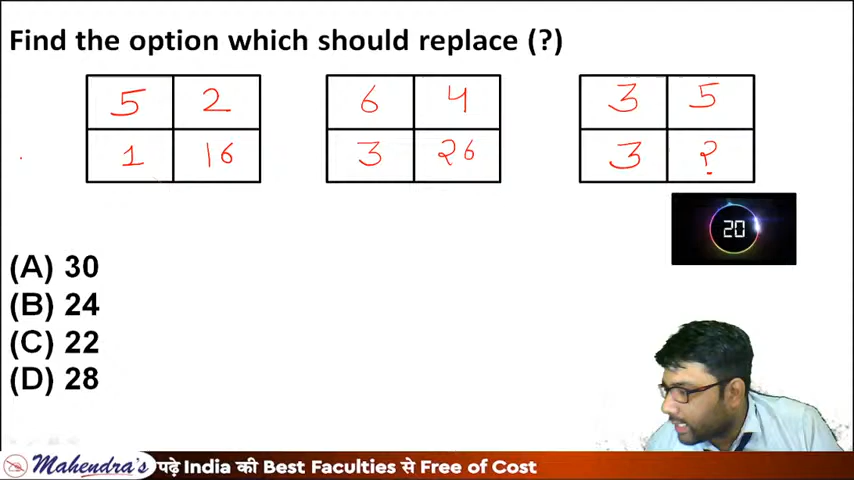 Find the option which should replace (?)
5 2 6 4 3 5
1 16 3 26 3 ?
20
(A) 30
(B) 24
(C) 22
(D) 28
Mahendra's पढ़े India की Best Faculties से Free of Cost